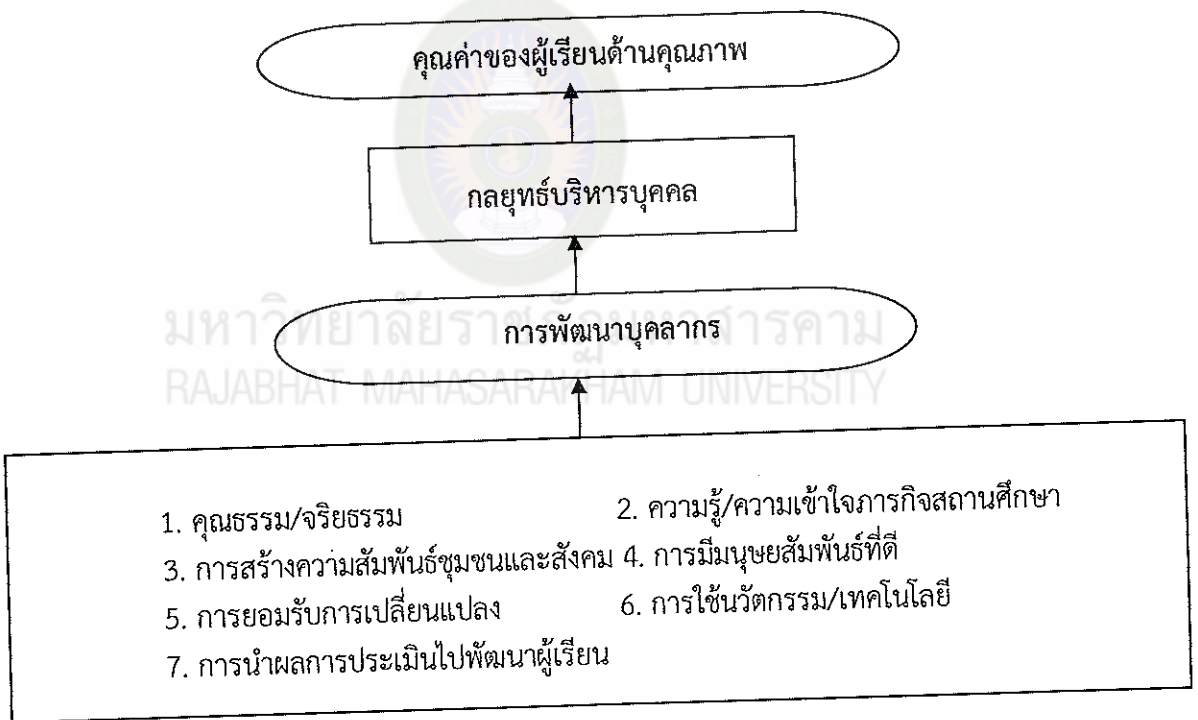 คุณค่าของผู้เรียนด้านคุณภาพ
กลยุทธ์บริหารบุคคล
มหาวิทยาลัยราชภัฏมหาสารคาม
การพัฒนาบุคลากร
RAJABHAT MAHASARAKHAM UNIVERSITY
1. คุณธรรม/จริยธรรม 2. ความรู้/ความเข้าใจภารกิจสถานศึกษา
3. การสร้างความสัมพันธ์ชุมชนและสังคม 4. การมีมนุษยสัมพันธ์ที่ดี
5. การยอมรับการเปลี่ยนแปลง 6. การใช้นวัตกรรม/เทคโนโลยี
7. การนำผลการประเมินไปพัฒนาผู้เรียน